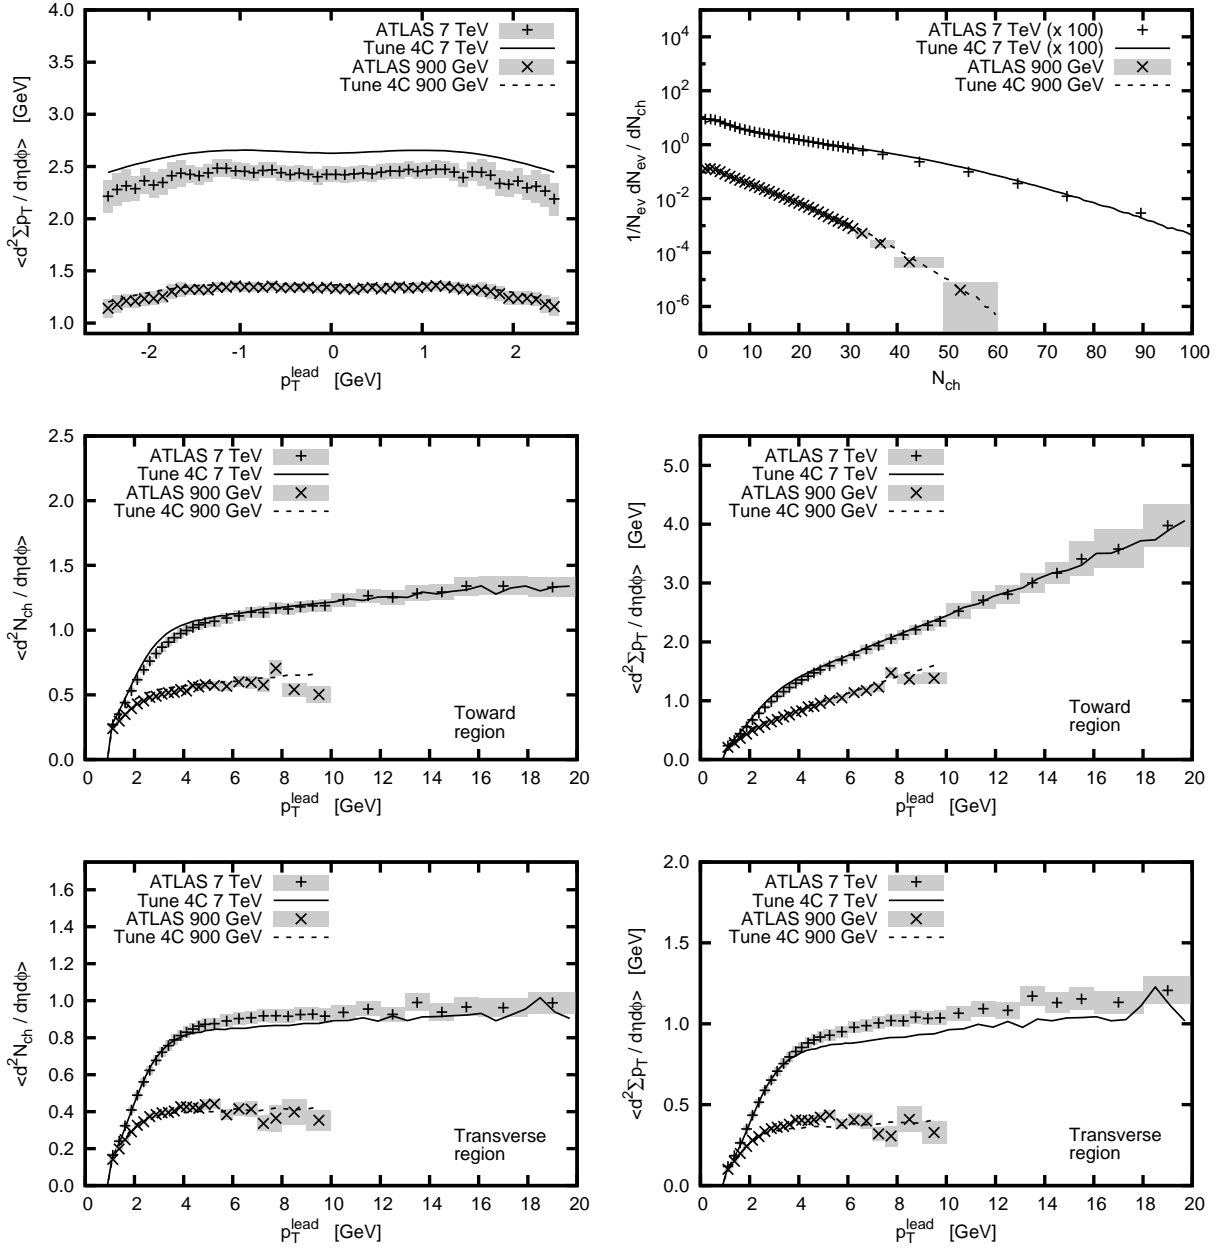 4.0
3.5
3.0
2.5
2.0
1.5
1.0
-2 -1 0 1 2
<d²Σp_T / dηdϕ> [GeV]
p_T^lead [GeV]
ATLAS 7 TeV
Tune 4C 7 TeV
ATLAS 900 GeV
Tune 4C 900 GeV
10⁴
10²
10⁰
10⁻²
10⁻⁴
10⁻⁶
0 10 20 30 40 50 60 70 80 90 100
1/N_ev dN_ev / dN_ch
N_ch
ATLAS 7 TeV (x 100)
Tune 4C 7 TeV (x 100)
ATLAS 900 GeV
Tune 4C 900 GeV
2.5
2.0
1.5
1.0
0.5
0.0
0 2 4 6 8 10 12 14 16 18 20
<d²N_ch / dηdϕ>
p_T^lead [GeV]
ATLAS 7 TeV
Tune 4C 7 TeV
ATLAS 900 GeV
Tune 4C 900 GeV
Toward
region
5.0
4.0
3.0
2.0
1.0
0.0
0 2 4 6 8 10 12 14 16 18 20
<d²Σp_T / dηdϕ> [GeV]
p_T^lead [GeV]
ATLAS 7 TeV
Tune 4C 7 TeV
ATLAS 900 GeV
Tune 4C 900 GeV
Toward
region
1.6
1.4
1.2
1.0
0.8
0.6
0.4
0.2
0.0
0 2 4 6 8 10 12 14 16 18 20
<d²N_ch / dηdϕ>
p_T^lead [GeV]
ATLAS 7 TeV
Tune 4C 7 TeV
ATLAS 900 GeV
Tune 4C 900 GeV
Transverse
region
2.0
1.5
1.0
0.5
0.0
0 2 4 6 8 10 12 14 16 18 20
<d²Σp_T / dηdϕ> [GeV]
p_T^lead [GeV]
ATLAS 7 TeV
Tune 4C 7 TeV
ATLAS 900 GeV
Tune 4C 900 GeV
Transverse
region